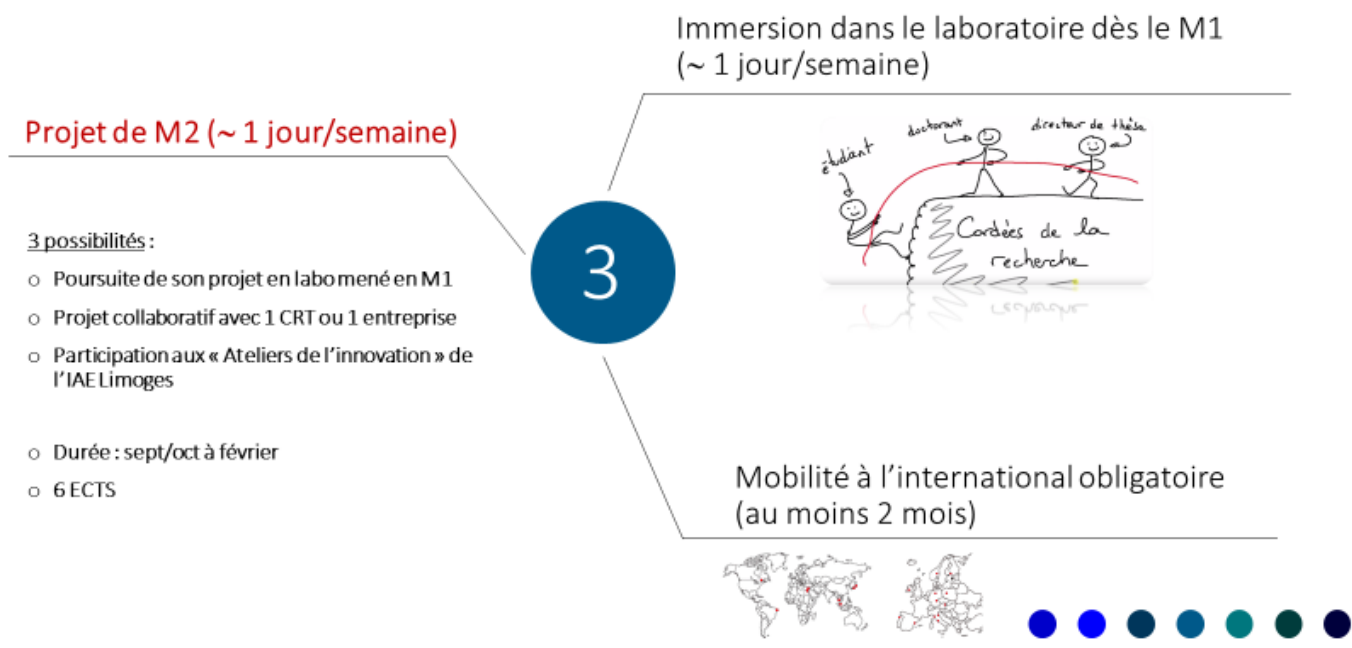 Immersion dans le laboratoire dès le M1
(~ 1 jour/semaine)
Projet de M2 (~ 1 jour/semaine)
3 possibilités :
o Poursuite de son projet en labo mené en M1
o Projet collaboratif avec 1 CRT ou 1 entreprise
o Participation aux « Ateliers de l'innovation » de
l'IAE Limoges
o Durée : sept/oct à février
o 6 ECTS
3
étudiant
doctorant
directeur de thèse
Cordées de la
recherche
Mobilité à l'international obligatoire
(au moins 2 mois)